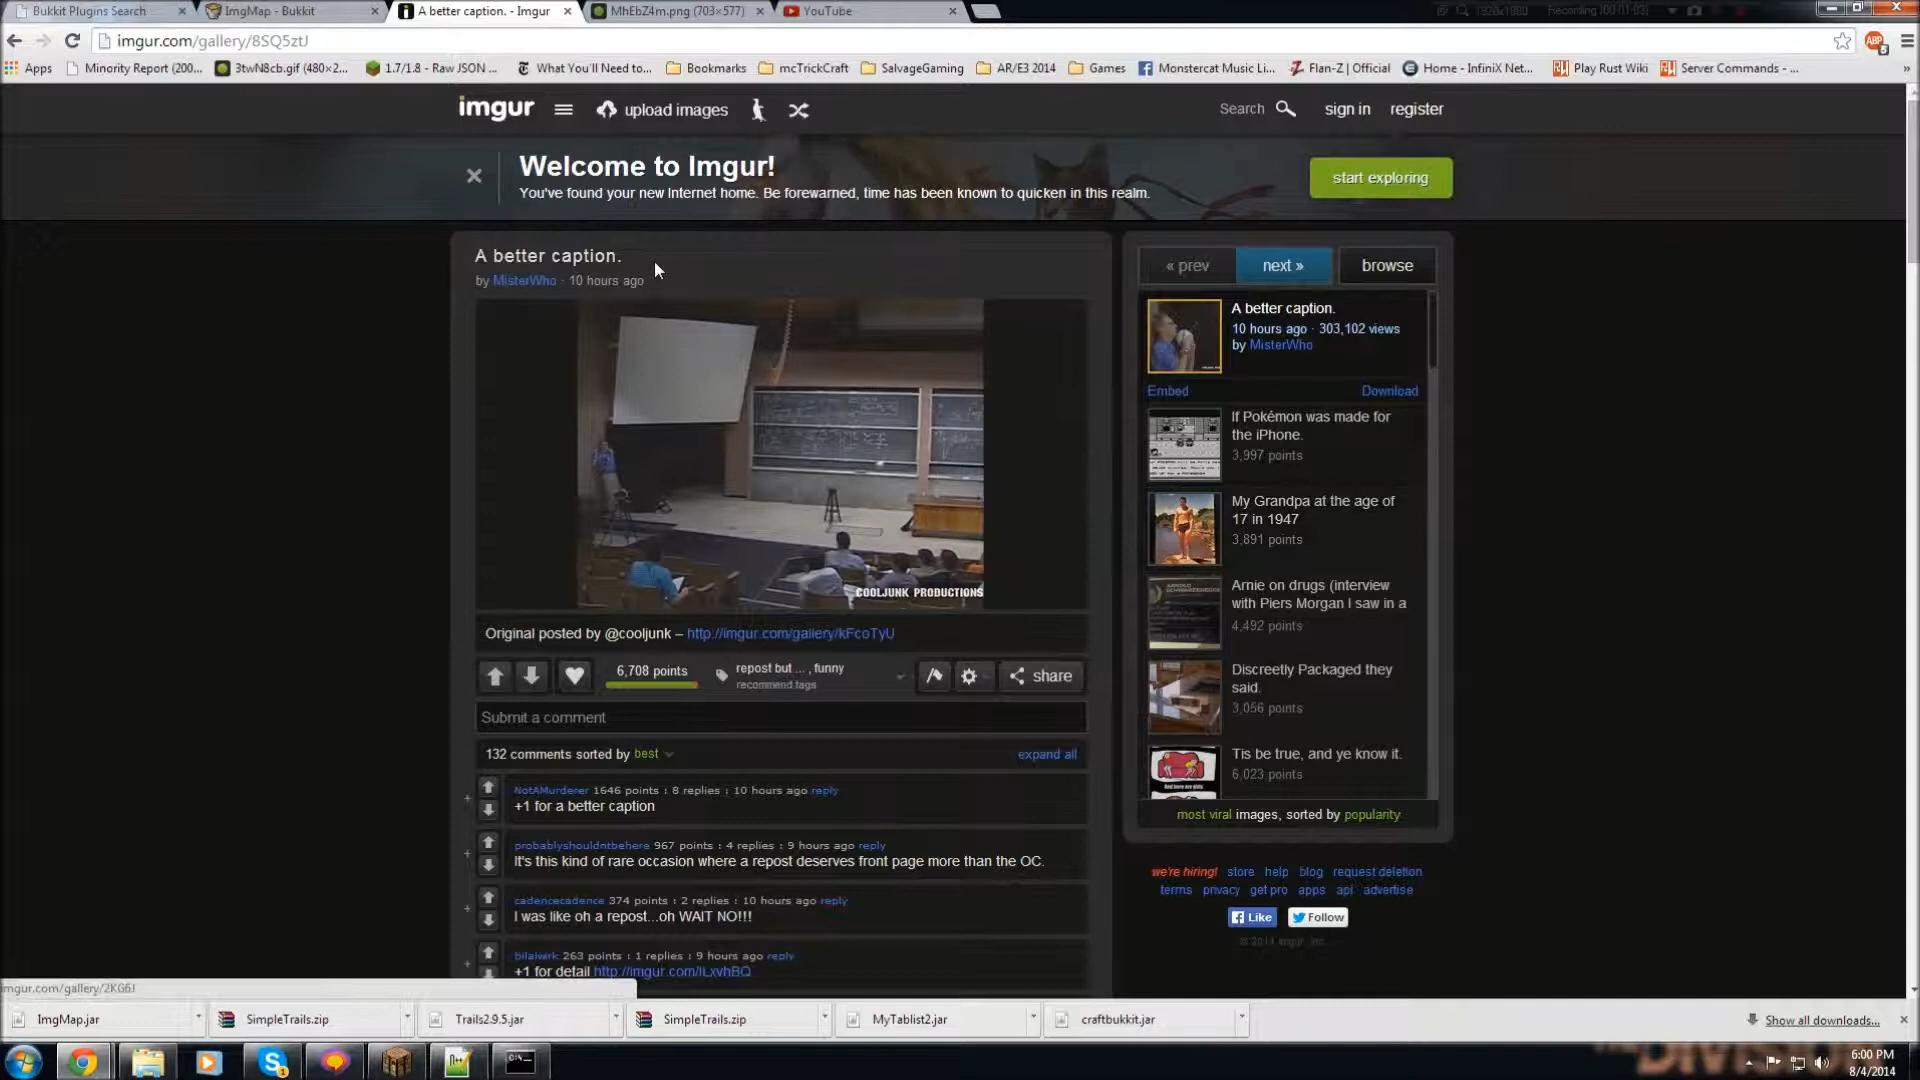 Bukkit Plugins Search
ImgMap - Bukkit
A better caption. - Imgur
MhEbZ4m.png (703×577)
YouTube
1920x1080
Recording [00:01:03]
imgur.com/gallery/8SQ5ztJ
ABP
5
Apps
Minority Report (200...
3twN8cb.gif (480×2...
1.7/1.8 - Raw JSON ...
What You'll Need to...
Bookmarks
mcTrickCraft
SalvageGaming
AR/E3 2014
Games
Monstercat Music Li...
Flan-Z | Official
Home - InfiniX Net...
Play Rust Wiki
Server Commands - ...
imgur
upload images
Search
sign in
register
Welcome to Imgur!
You've found your new Internet home. Be forewarned, time has been known to quicken in this realm.
start exploring
A better caption.
by MisterWho · 10 hours ago
COOLJUNK PRODUCTIONS
Original posted by @cooljunk – http://imgur.com/gallery/kFcoTyU
6,708 points
repost but ... , funny
recommend tags
share
Submit a comment
132 comments sorted by best
expand all
NotAMurderer 1646 points : 8 replies : 10 hours ago reply
+1 for a better caption
probablyshouldntbehere 967 points : 4 replies : 9 hours ago reply
It's this kind of rare occasion where a repost deserves front page more than the OC.
cadencecadence 374 points : 2 replies : 10 hours ago reply
I was like oh a repost...oh WAIT NO!!!
263 points : 1 replies : 9 hours ago reply
+1 for detail
« prev
next »
browse
A better caption.
10 hours ago · 303,102 views
by MisterWho
Embed
Download
If Pokémon was made for
the iPhone.
3,997 points
My Grandpa at the age of
17 in 1947
3,891 points
Arnie on drugs (interview
with Piers Morgan I saw in a
4,492 points
Discreetly Packaged they
said.
3,056 points
Tis be true, and ye know it.
6,023 points
most viral images, sorted by popularity
we're hiring! store help blog request deletion
terms privacy get pro apps api advertise
Like
Follow
© 2014 Imgur, Inc.
ImgMap.jar
SimpleTrails.zip
Trails2.9.5.jar
SimpleTrails.zip
MyTablist2.jar
craftbukkit.jar
Show all downloads...
6:00 PM
8/4/2014